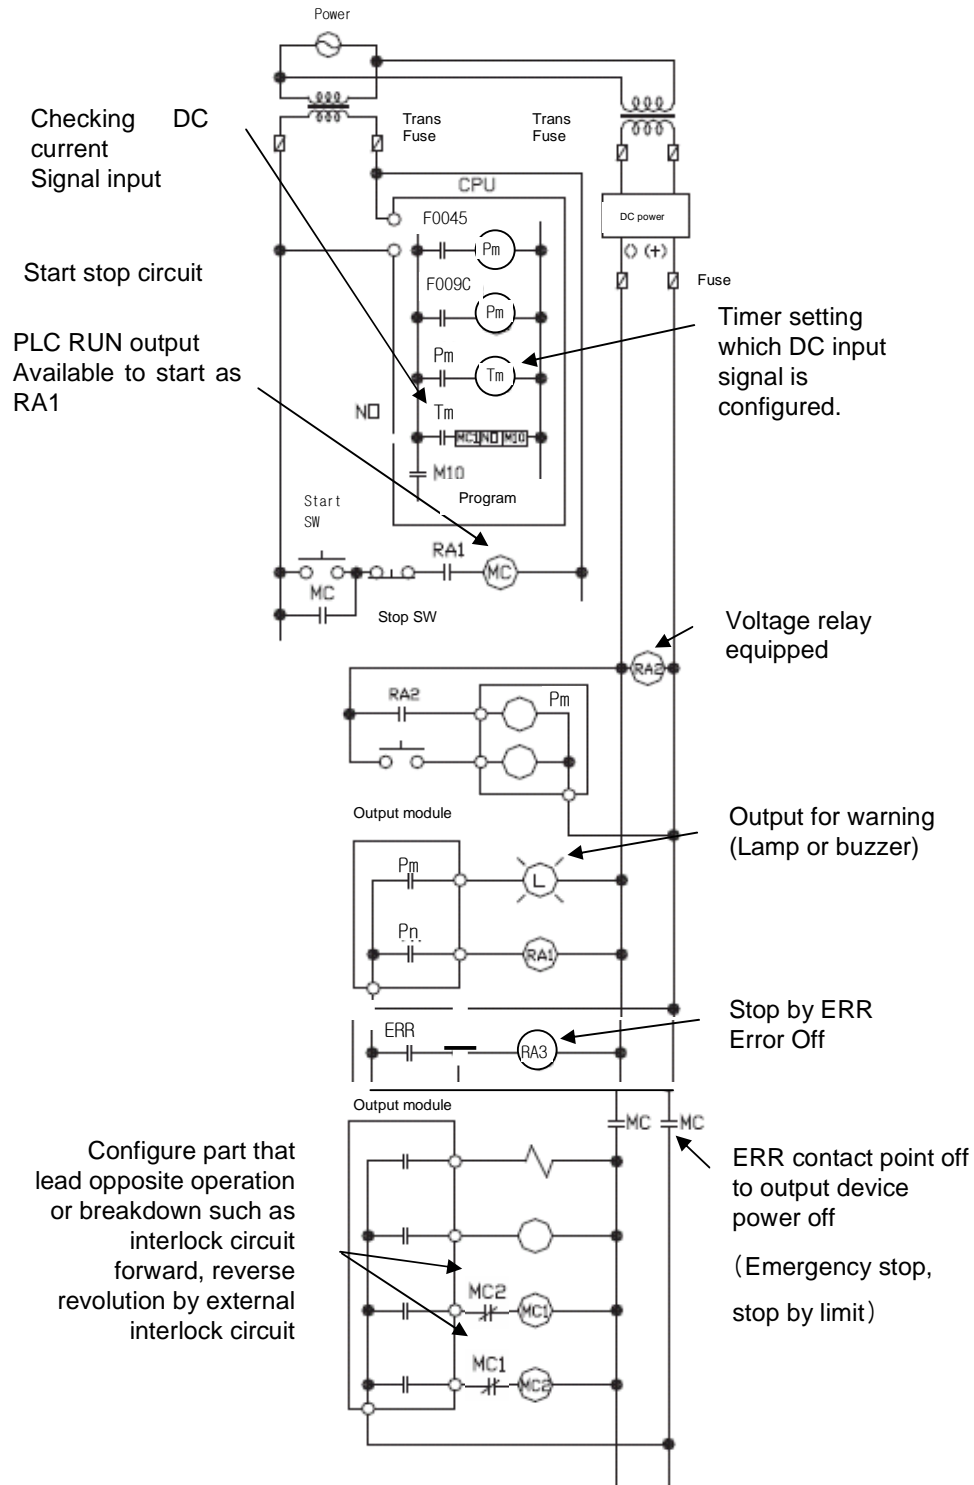 Power
Checking DC
current
Signal input
Trans
Fuse
Trans
Fuse
CPU
F0045
Pm
DC power
( ) (+)
Fuse
Start stop circuit
F009C
Pm
PLC RUN output
Available to start as
RA1
Pm
Tm
Timer setting
which DC input
signal is
configured.
N□
Tm
MC1 N□ M10
M10
Program
Start
SW
RA1
MC
MC
Stop SW
Voltage relay
equipped
RA2
RA2
Pm
Output module
Output for warning
(Lamp or buzzer)
Pm
L
Pn
RA1
Stop by ERR
Error Off
ERR
RA3
Output module
MC
MC
Configure part that
lead opposite operation
or breakdown such as
interlock circuit
forward, reverse
revolution by external
interlock circuit
ERR contact point off
to output device
power off
(Emergency stop,
stop by limit)
MC2
MC1
MC1
MC2